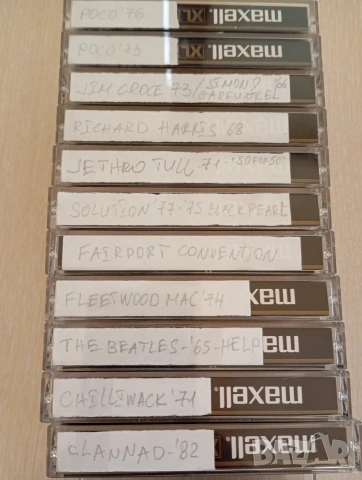 POCO '76
maxell XL
POCO '73
maxell XL
JIM CROCE '73/SIMON & '66
GARFUNKEL
RICHARD HARRIS '68
JETHRO TULL-71-'50 FOR 50'
SOLUTION '77-'75 BLACK PEARL
FAIRPORT CONVENTION
FLEETWOOD MAC '74
maxell
THE BEATLES-'65-HELP
maxell
CHILLIWACK '71
maxell.
CLANNAD-'82
maxell.
BAZAR